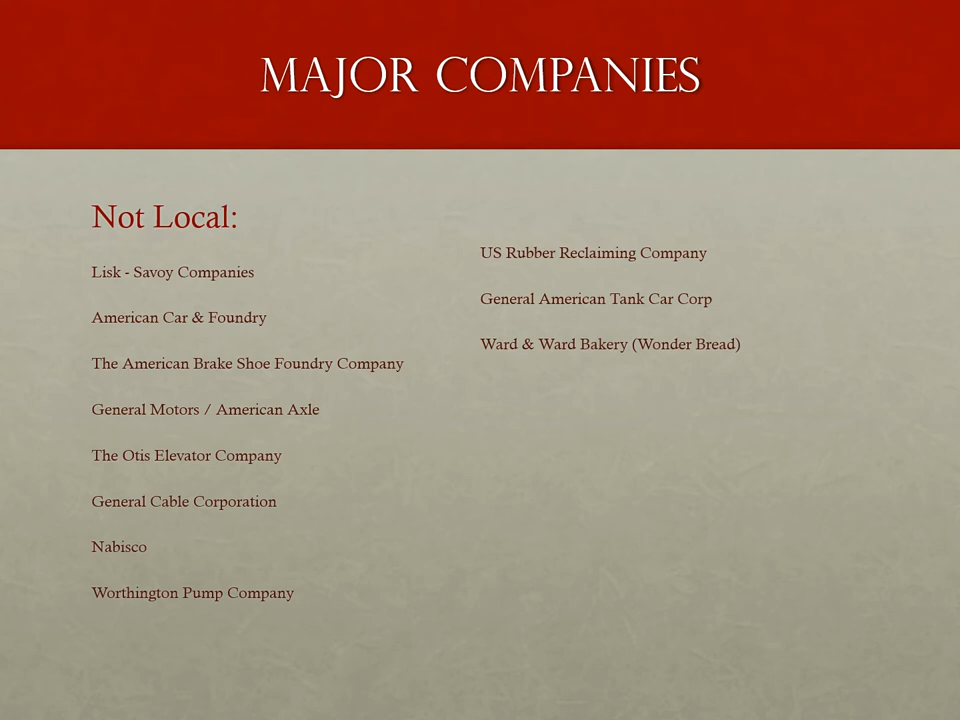 MAJOR COMPANIES
Not Local:
Lisk - Savoy Companies
American Car & Foundry
The American Brake Shoe Foundry Company
General Motors / American Axle
The Otis Elevator Company
General Cable Corporation
Nabisco
Worthington Pump Company
US Rubber Reclaiming Company
General American Tank Car Corp
Ward & Ward Bakery (Wonder Bread)